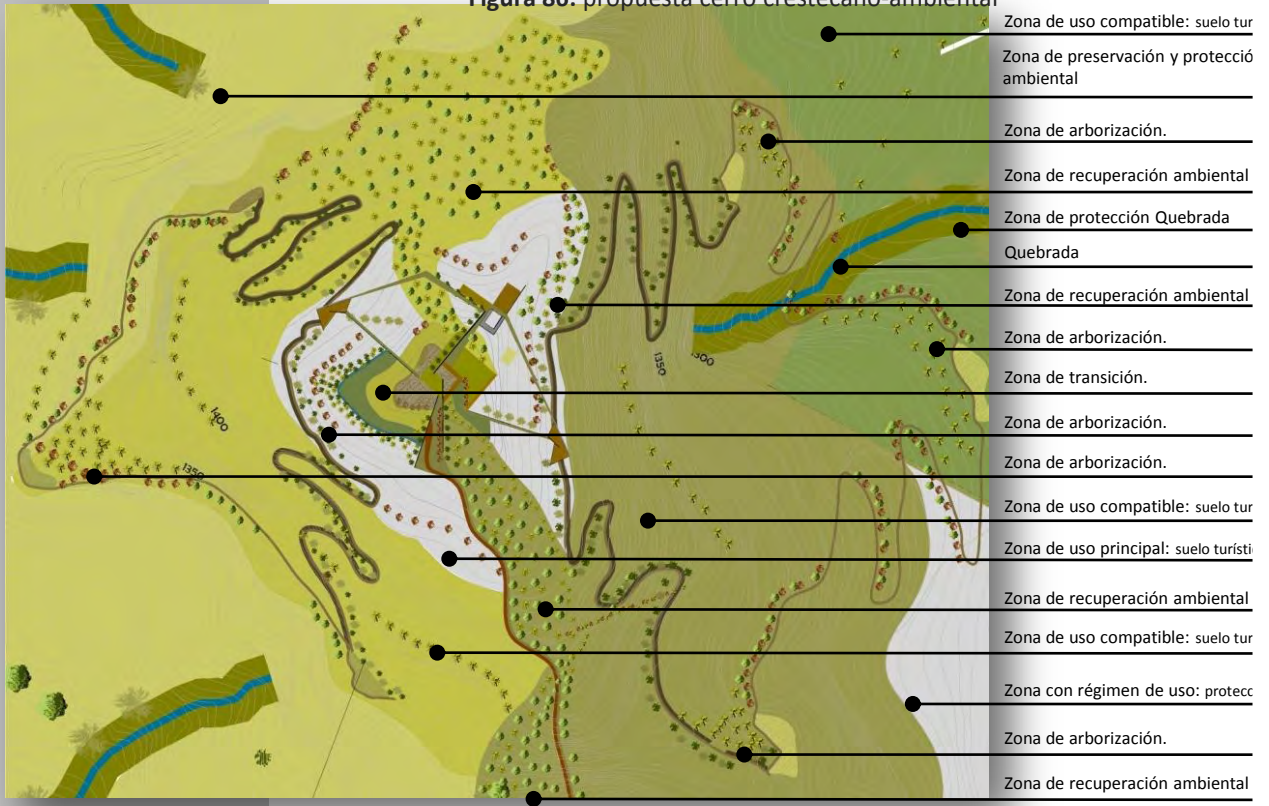 Figura 80: propuesta cerro crestecano-ambiental
Zona de uso compatible: suelo tur
Zona de preservación y protecció
ambiental
Zona de arborización.
Zona de recuperación ambiental
Zona de protección Quebrada
Quebrada
Zona de recuperación ambiental
Zona de arborización.
Zona de transición.
Zona de arborización.
Zona de arborización.
Zona de uso compatible: suelo tur
Zona de uso principal: suelo turísti
Zona de recuperación ambiental
Zona de uso compatible: suelo tur
Zona con régimen de uso: protecc
Zona de arborización.
Zona de recuperación ambiental
1350
1300
1400
1350